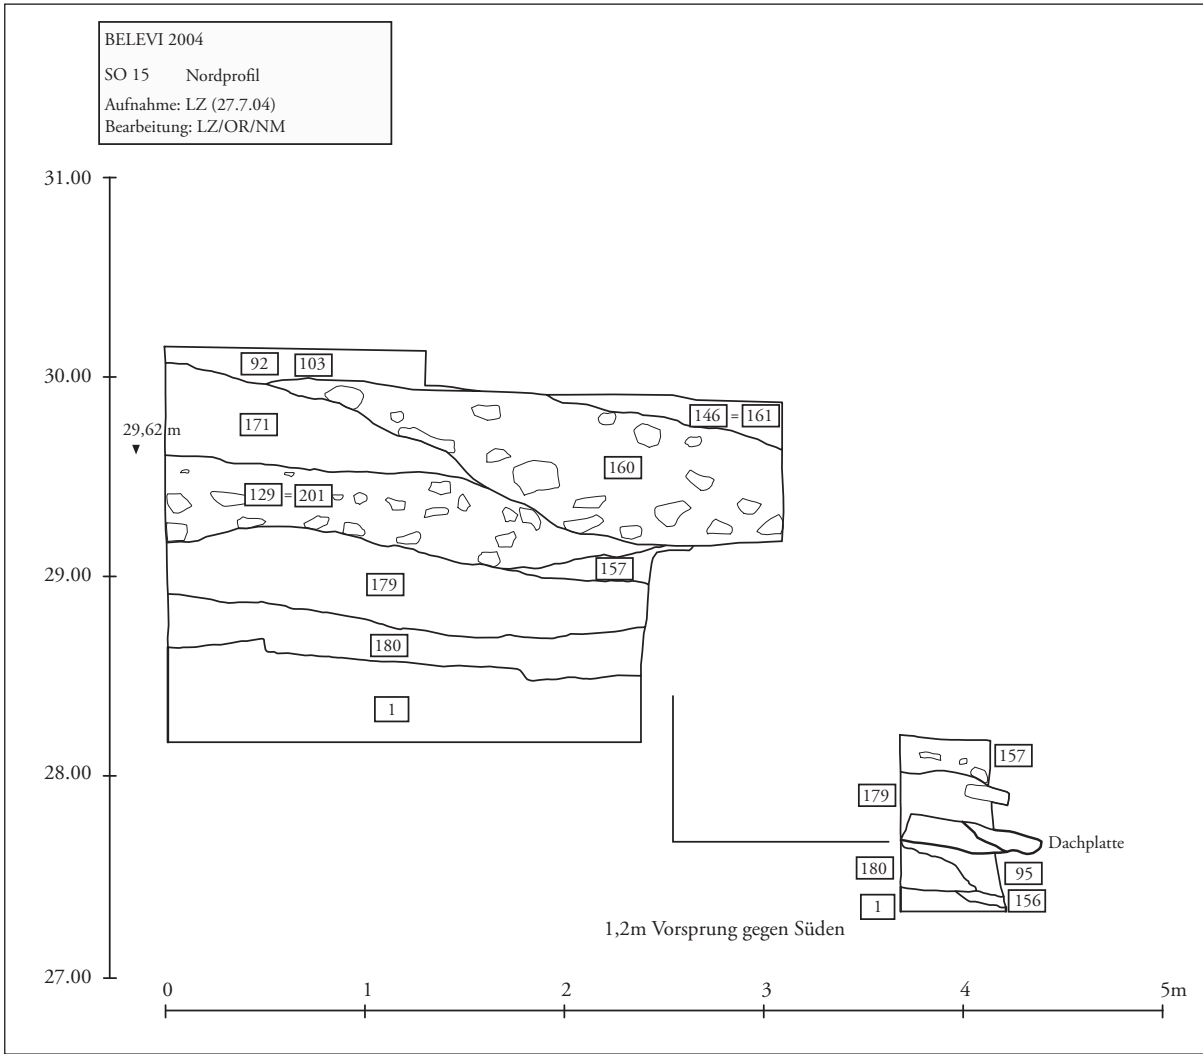 BELEVI 2004
SO 15 Nordprofil
Aufnahme: LZ (27.7.04)
Bearbeitung: LZ/OR/NM
31.00
30.00
29,62 m
29.00
28.00
27.00
92 103
171
146 = 161
160
129 = 201
157
179
180
1
157
179
Dachplatte
180
95
1
156
1,2m Vorsprung gegen Süden
0 1 2 3 4 5m